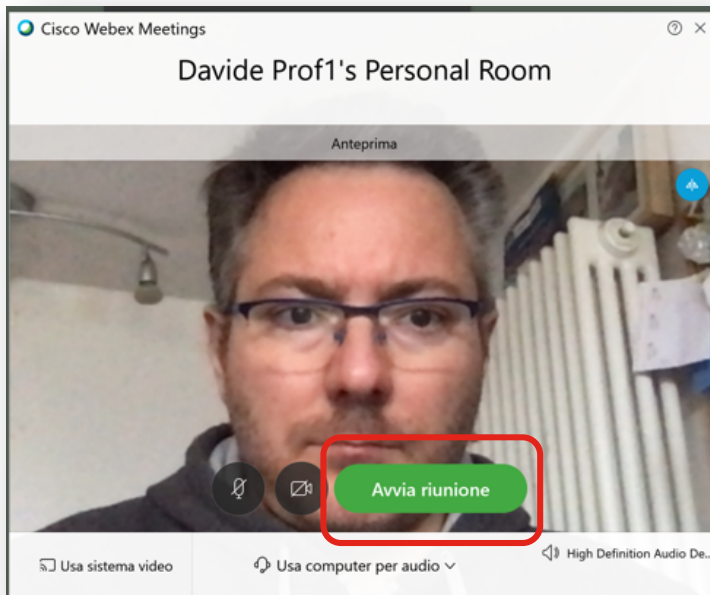 Cisco Webex Meetings
Davide Prof1's Personal Room
Anteprima
Avvia riunione
Usa sistema video
Usa computer per audio
High Definition Audio De...